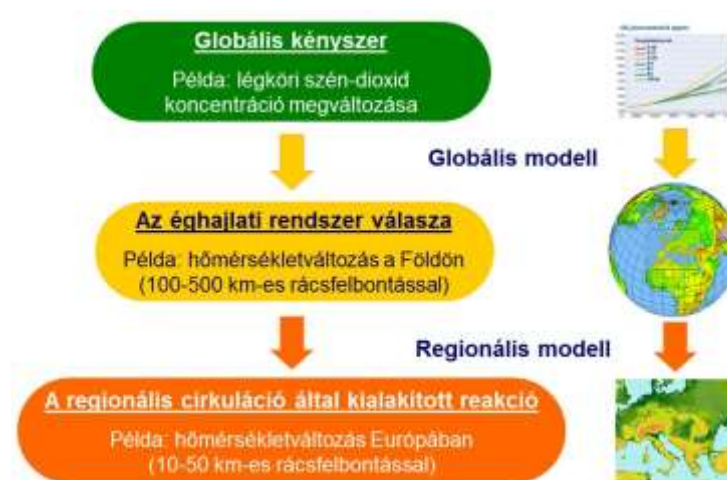 Globális kényszer
Példa: légköri szén-dioxid
koncentráció megváltozása
Globális modell
Az éghajlati rendszer válasza
Példa: hőmérsékletváltozás a Földön
(100-500 km-es rácsfelbontással)
Regionális modell
A regionális cirkuláció által kialakított reakció
Példa: hőmérsékletváltozás Európában
(10-50 km-es rácsfelbontással)